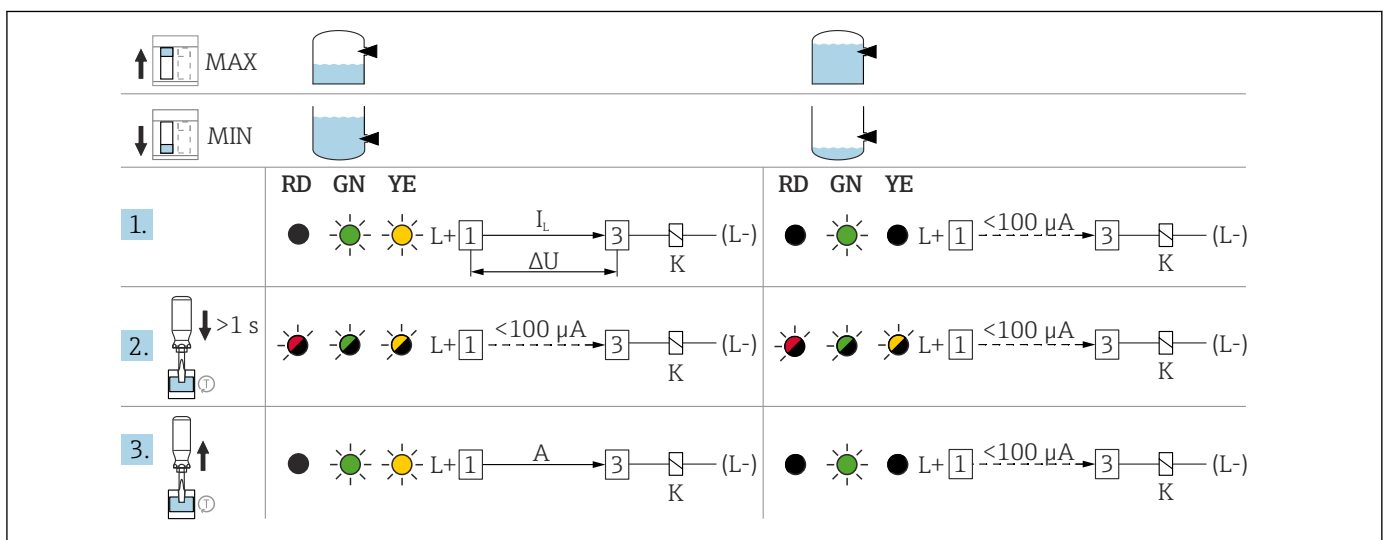 MAX
MIN
RD GN YE RD GN YE
1. L+ 1 I_L 3 (L-) L+ 1 <100 µA 3 (L-)
ΔU K K
2. >1 s L+ 1 <100 µA 3 (L-) L+ 1 <100 µA 3 (L-)
T K K
3. L+ 1 A 3 (L-) L+ 1 <100 µA 3 (L-)
T K K